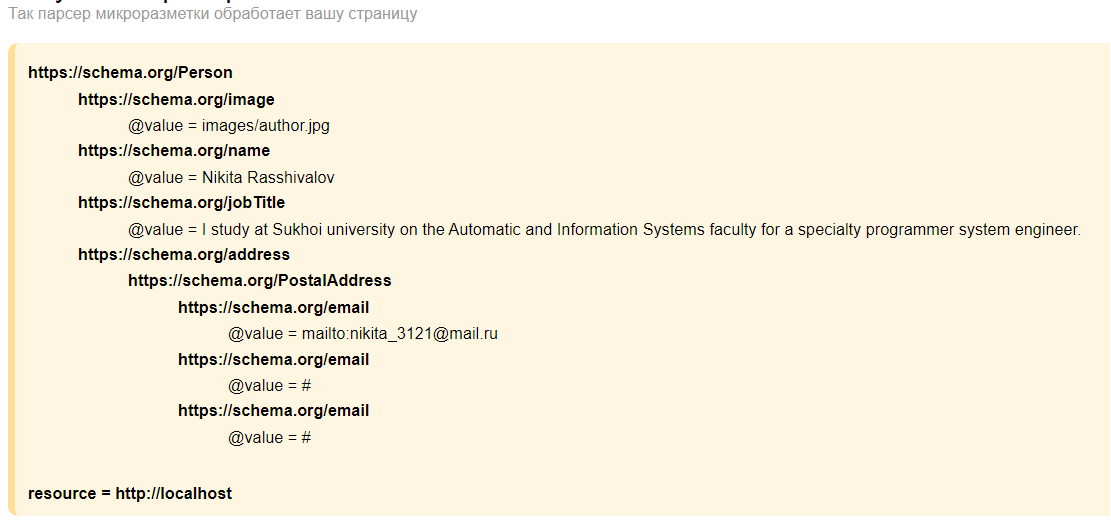 Так парсер микроразметки обработает вашу страницу
https://schema.org/Person
https://schema.org/image
@value = images/author.jpg
https://schema.org/name
@value = Nikita Rasshivalov
https://schema.org/jobTitle
@value = I study at Sukhoi university on the Automatic and Information Systems faculty for a specialty programmer system engineer.
https://schema.org/address
https://schema.org/PostalAddress
https://schema.org/email
@value = mailto:nikita_3121@mail.ru
https://schema.org/email
@value = #
https://schema.org/email
@value = #
resource = http://localhost